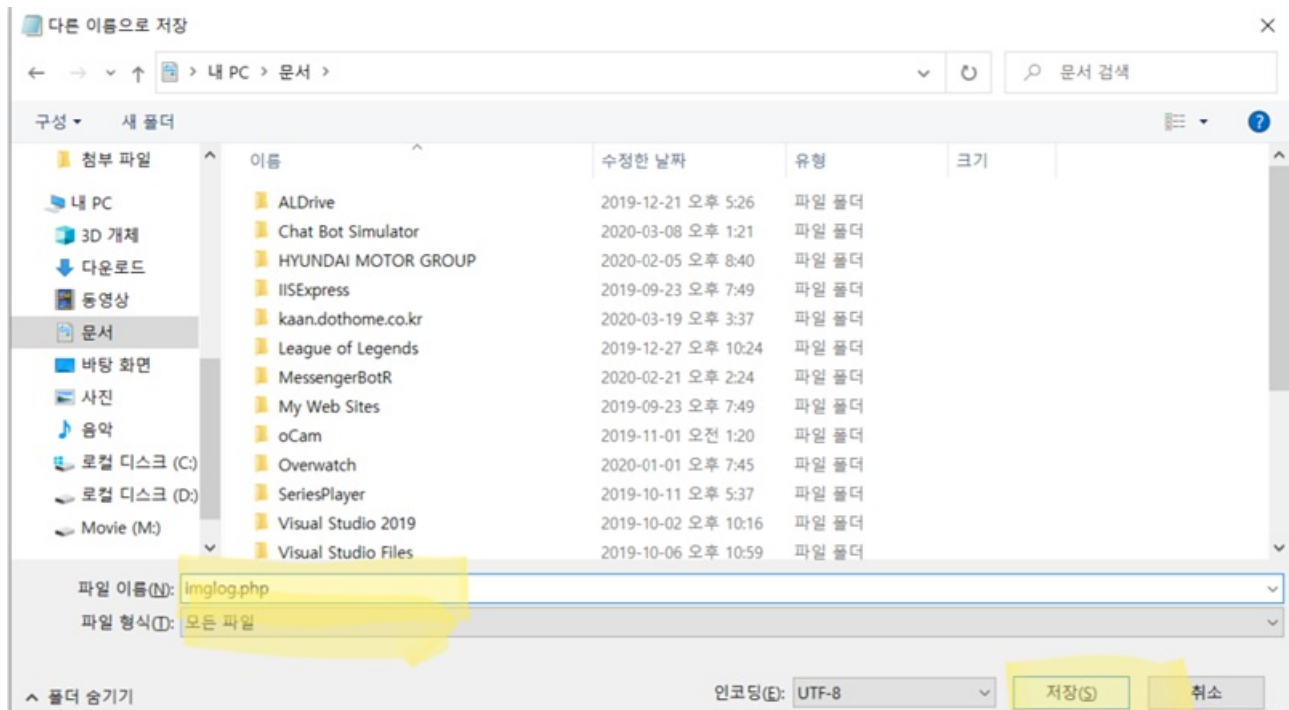 다른 이름으로 저장
내 PC > 문서 >
문서 검색
구성
새 폴더
첨부 파일
내 PC
3D 개체
다운로드
동영상
문서
바탕 화면
사진
음악
로컬 디스크 (C:)
로컬 디스크 (D:)
Movie (M:)
이름 수정한 날짜 유형 크기
ALDrive 2019-12-21 오후 5:26 파일 폴더
Chat Bot Simulator 2020-03-08 오후 1:21 파일 폴더
HYUNDAI MOTOR GROUP 2020-02-05 오후 8:40 파일 폴더
IISExpress 2019-09-23 오후 7:49 파일 폴더
kaan.dothome.co.kr 2020-03-19 오후 3:37 파일 폴더
League of Legends 2019-12-27 오후 10:24 파일 폴더
MessengerBotR 2020-02-21 오후 2:24 파일 폴더
My Web Sites 2019-09-23 오후 7:49 파일 폴더
oCam 2019-11-01 오전 1:20 파일 폴더
Overwatch 2020-01-01 오후 7:45 파일 폴더
SeriesPlayer 2019-10-11 오후 5:37 파일 폴더
Visual Studio 2019 2019-10-02 오후 10:16 파일 폴더
Visual Studio Files 2019-10-06 오후 10:59 파일 폴더
파일 이름(N): imglog.php
파일 형식(T): 모든 파일
폴더 숨기기
인코딩(E): UTF-8
저장(S)
취소